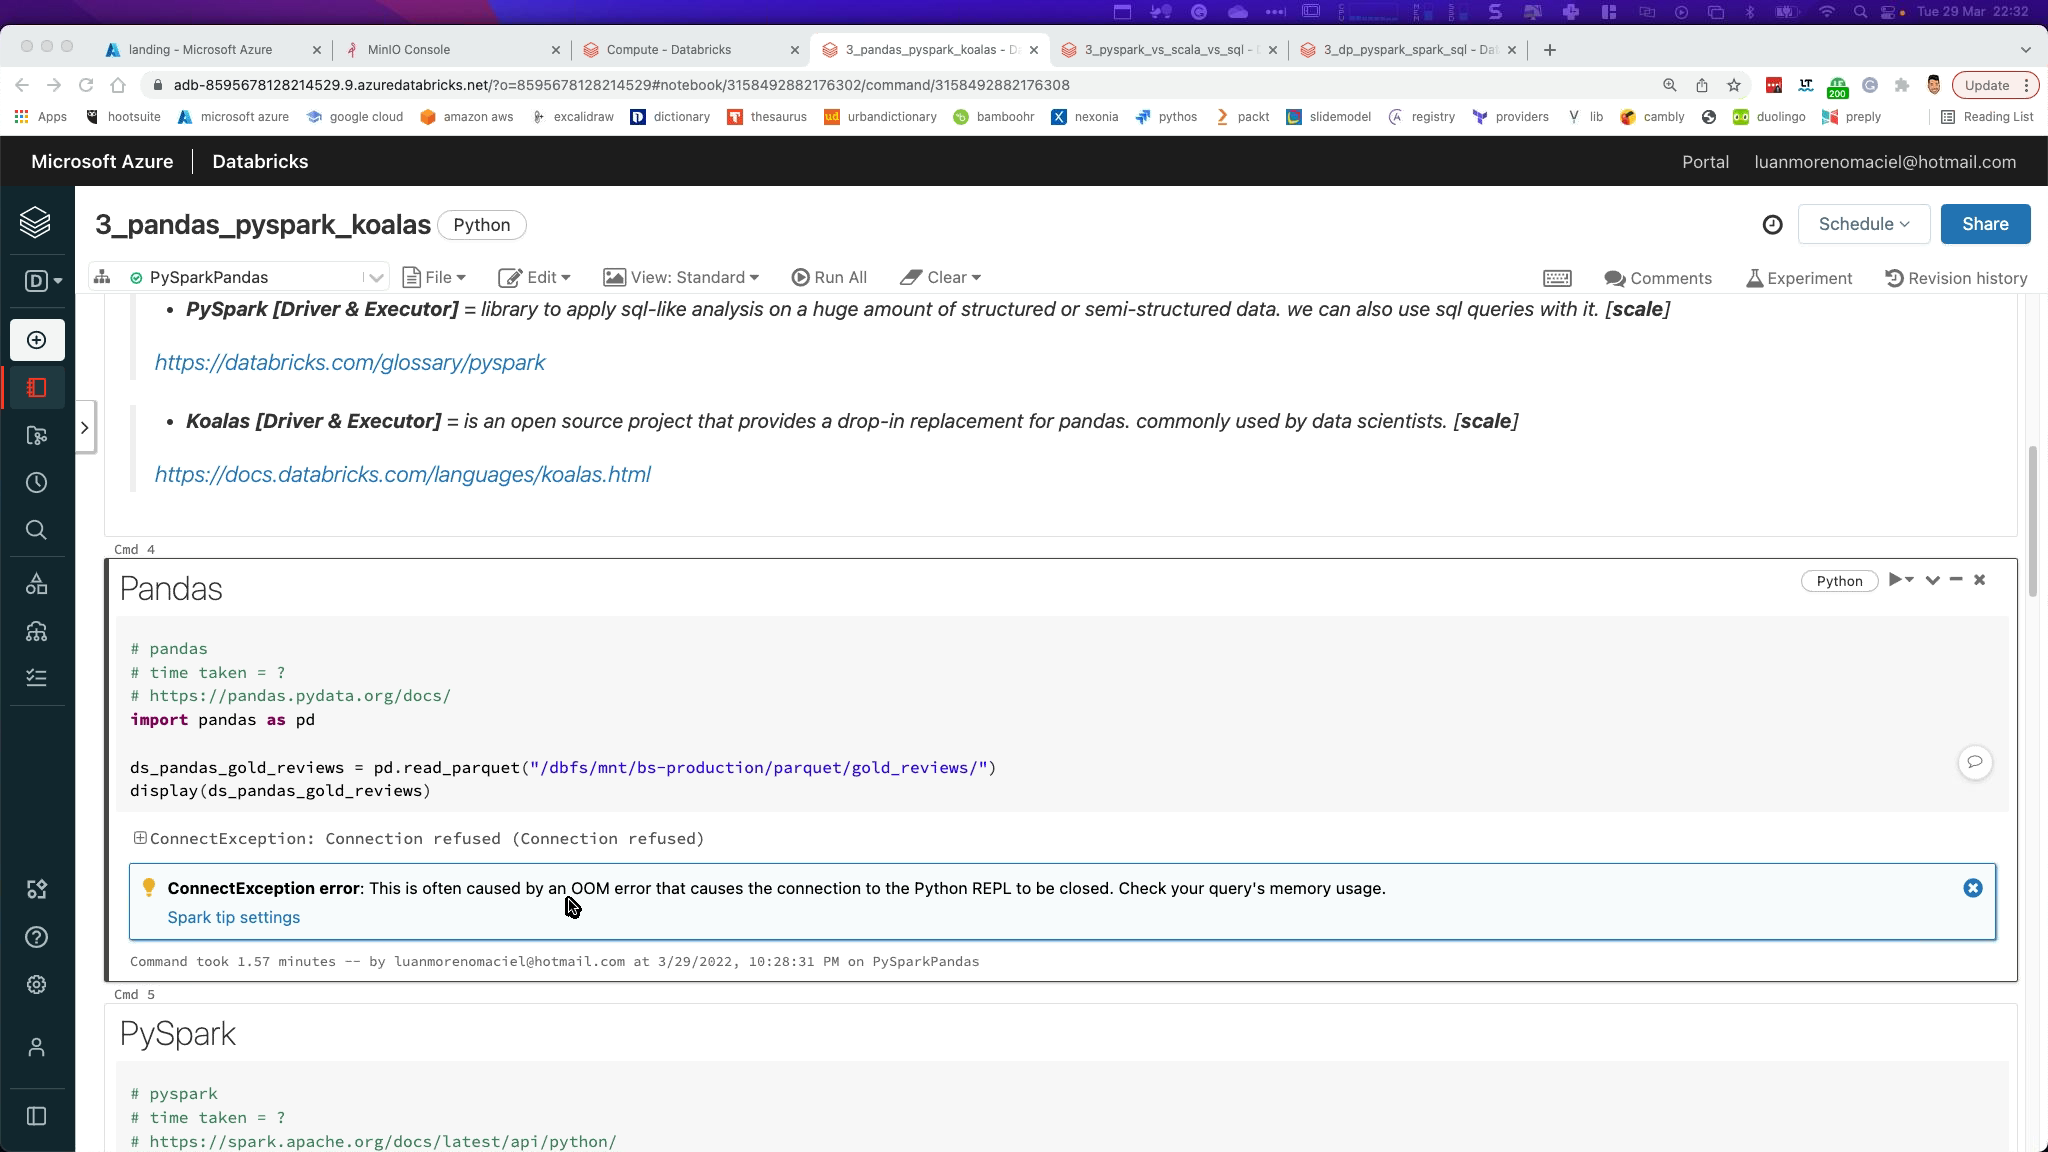 Tue 29 Mar 22:32
landing - Microsoft Azure
MinIO Console
Compute - Databricks
3_pandas_pyspark_koalas - D
3_pyspark_vs_scala_vs_sql -
3_dp_pyspark_spark_sql - Da
adb-8595678128214529.9.azuredatabricks.net/?o=8595678128214529#notebook/3158492882176302/command/3158492882176308
200
Update
Apps hootsuite microsoft azure google cloud amazon aws excalidraw dictionary thesaurus urbandictionary bamboohr nexonia pythos packt slidemodel registry providers lib cambly duolingo preply Reading List
Microsoft Azure Databricks Portal luanmorenomaciel@hotmail.com
3_pandas_pyspark_koalas Python Schedule Share
D
PySparkPandas File Edit View: Standard Run All Clear Comments Experiment Revision history
• PySpark [Driver & Executor] = library to apply sql-like analysis on a huge amount of structured or semi-structured data. we can also use sql queries with it. [scale]
https://databricks.com/glossary/pyspark
• Koalas [Driver & Executor] = is an open source project that provides a drop-in replacement for pandas. commonly used by data scientists. [scale]
https://docs.databricks.com/languages/koalas.html
Cmd 4
Pandas
Python
# pandas
# time taken = ?
# https://pandas.pydata.org/docs/
import pandas as pd
ds_pandas_gold_reviews = pd.read_parquet("/dbfs/mnt/bs-production/parquet/gold_reviews/")
display(ds_pandas_gold_reviews)
ConnectException: Connection refused (Connection refused)
ConnectException error: This is often caused by an OOM error that causes the connection to the Python REPL to be closed. Check your query's memory usage.
Spark tip settings
Command took 1.57 minutes -- by luanmorenomaciel@hotmail.com at 3/29/2022, 10:28:31 PM on PySparkPandas
Cmd 5
PySpark
# pyspark
# time taken = ?
# https://spark.apache.org/docs/latest/api/python/